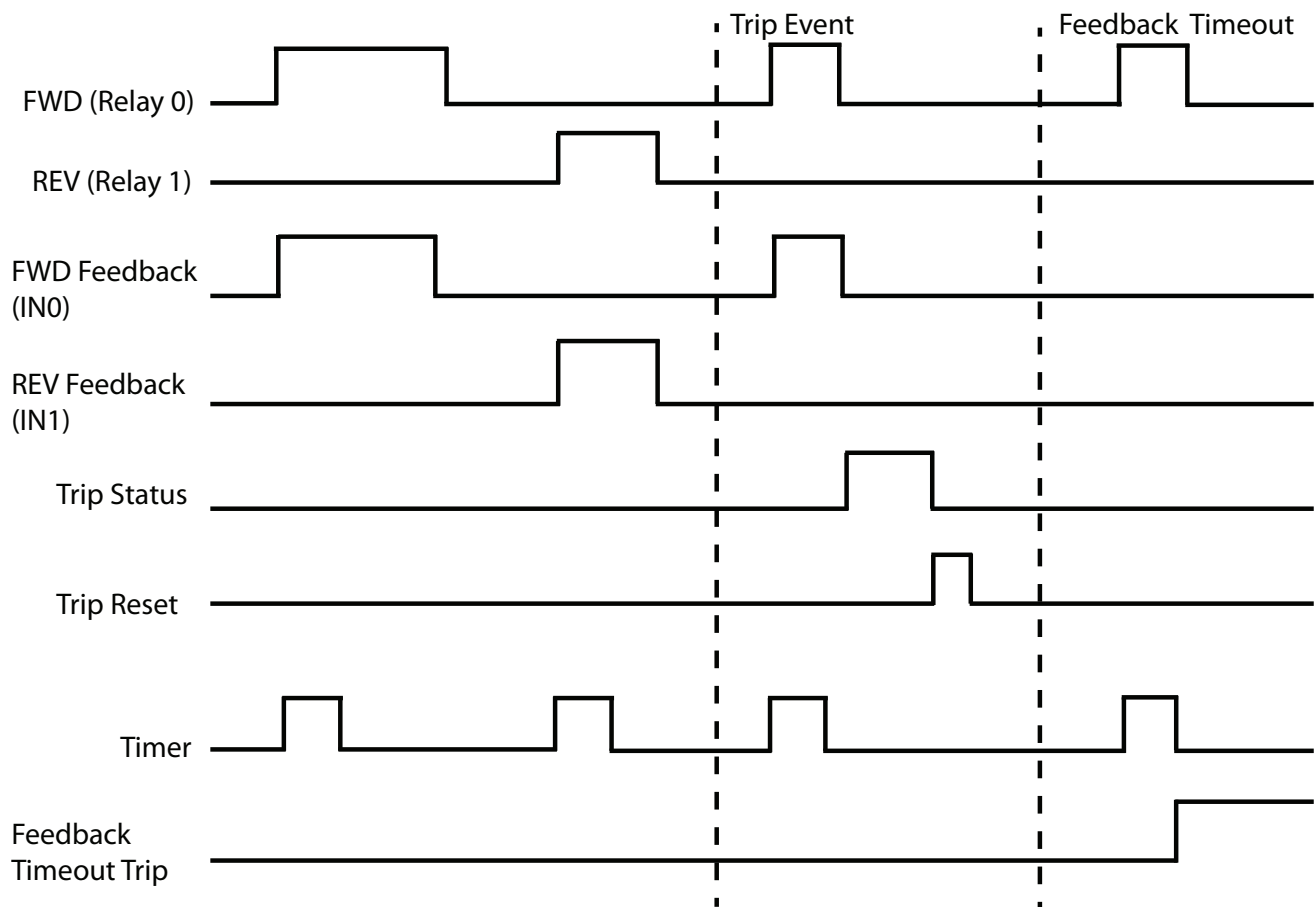 Trip Event
Feedback Timeout
FWD (Relay 0)
REV (Relay 1)
FWD Feedback
(IN0)
REV Feedback
(IN1)
Trip Status
Trip Reset
Timer
Feedback
Timeout Trip